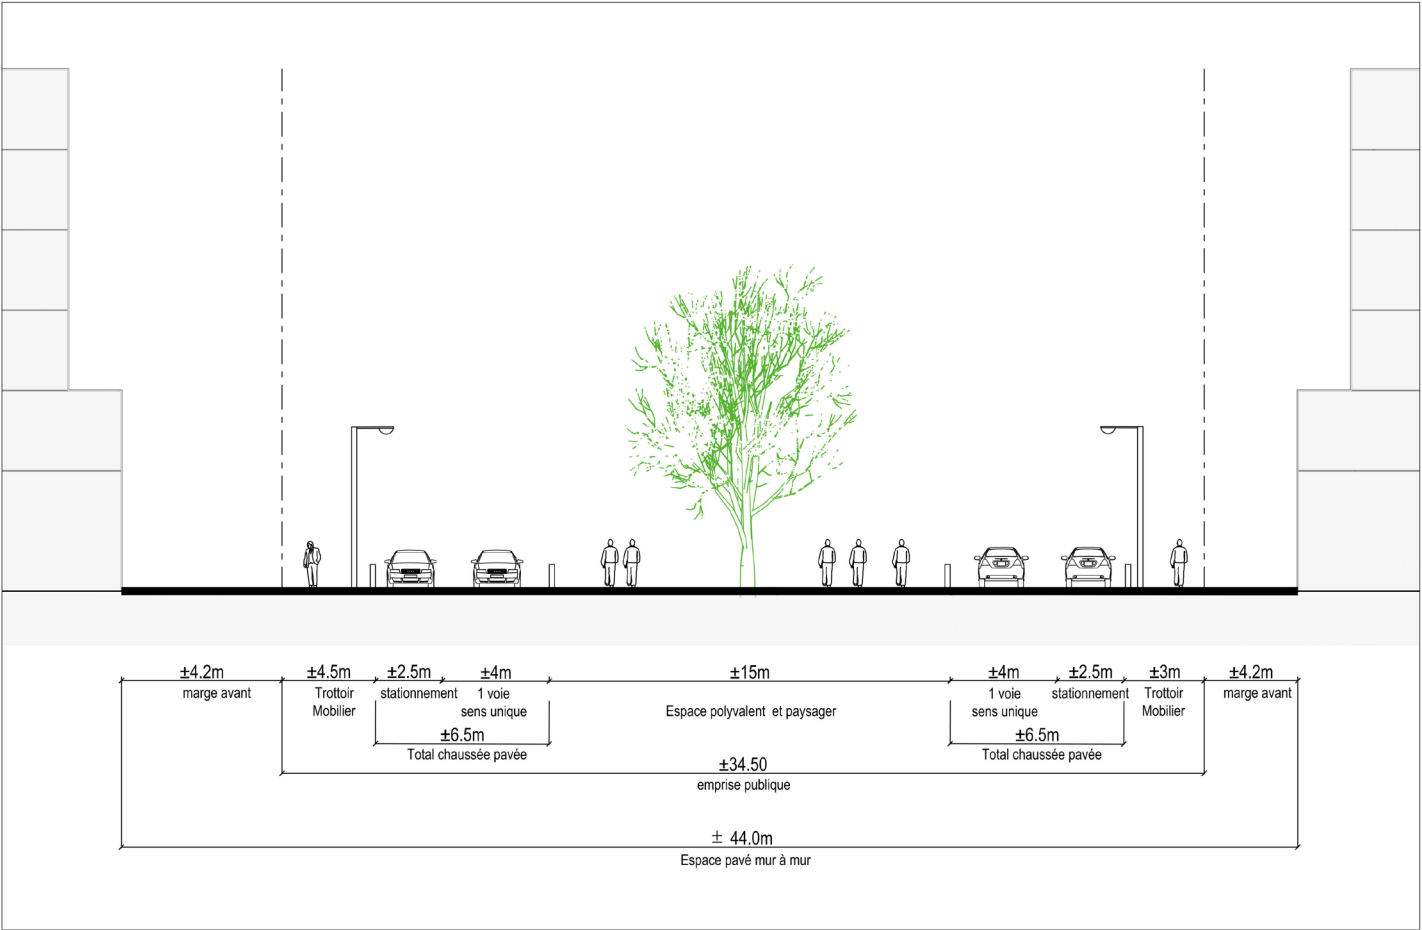 ±4.2m ±4.5m ±2.5m ±4m ±15m ±4m ±2.5m ±3m ±4.2m
marge avant Trottoir stationnement 1 voie 1 voie stationnement Trottoir marge avant
Mobilier sens unique Espace polyvalent et paysager sens unique Mobilier
±6.5m ±6.5m
Total chaussée pavée Total chaussée pavée
±34.50
emprise publique
± 44.0m
Espace pavé mur à mur